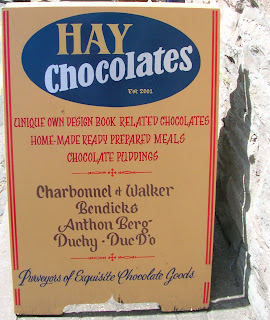 HAY
Chocolates
Est 2001
UNIQUE OWN DESIGN BOOK RELATED CHOCOLATES
HOME-MADE READY PREPARED MEALS
CHOCOLATE PUDDINGS
Charbonnel & Walker
Bendicks
Anthon Berg
Duchy · Duc D'o
Purveyors of Exquisite Chocolate Goods